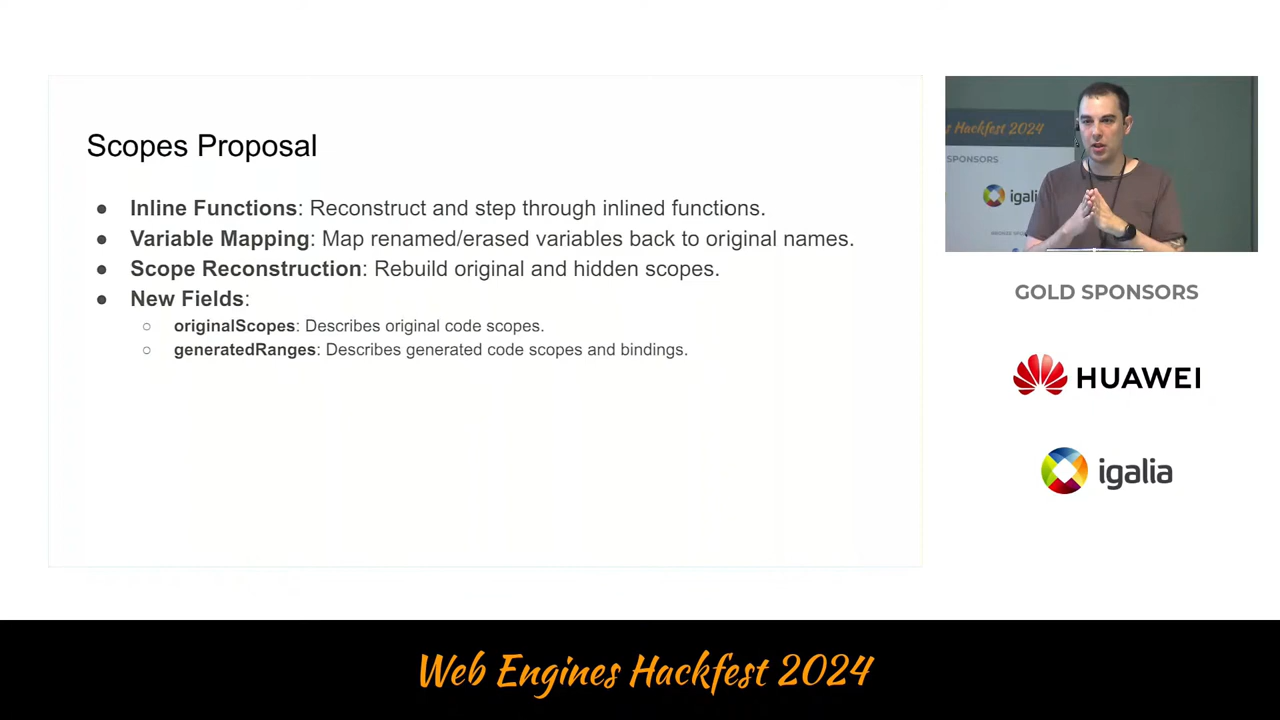 Scopes Proposal
● Inline Functions: Reconstruct and step through inlined functions.
● Variable Mapping: Map renamed/erased variables back to original names.
● Scope Reconstruction: Rebuild original and hidden scopes.
● New Fields:
○ originalScopes: Describes original code scopes.
○ generatedRanges: Describes generated code scopes and bindings.
Hackfest 2024
SPONSORS
igali
GOLD SPONSORS
HUAWEI
igalia
Web Engines Hackfest 2024